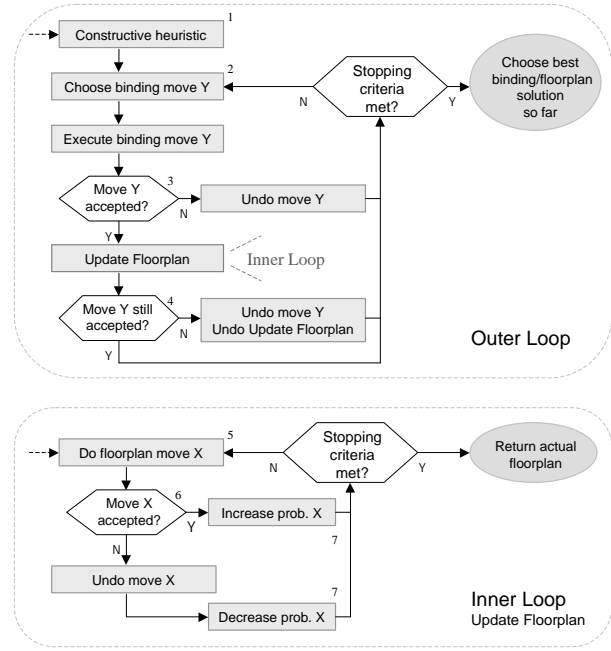 1
Constructive heuristic
2
Choose binding move Y
Execute binding move Y
3
Move Y
accepted?
N
Undo move Y
Y
Update Floorplan
Inner Loop
4
Move Y still
accepted?
N
Undo move Y
Undo Update Floorplan
Y
Stopping
criteria
met?
N
Y
Choose best
binding/floorplan
solution
so far
Outer Loop
5
Do floorplan move X
6
Move X
accepted?
Y
Increase prob. X
7
N
Undo move X
7
Decrease prob. X
Stopping
criteria
met?
N
Y
Return actual
floorplan
Inner Loop
Update Floorplan